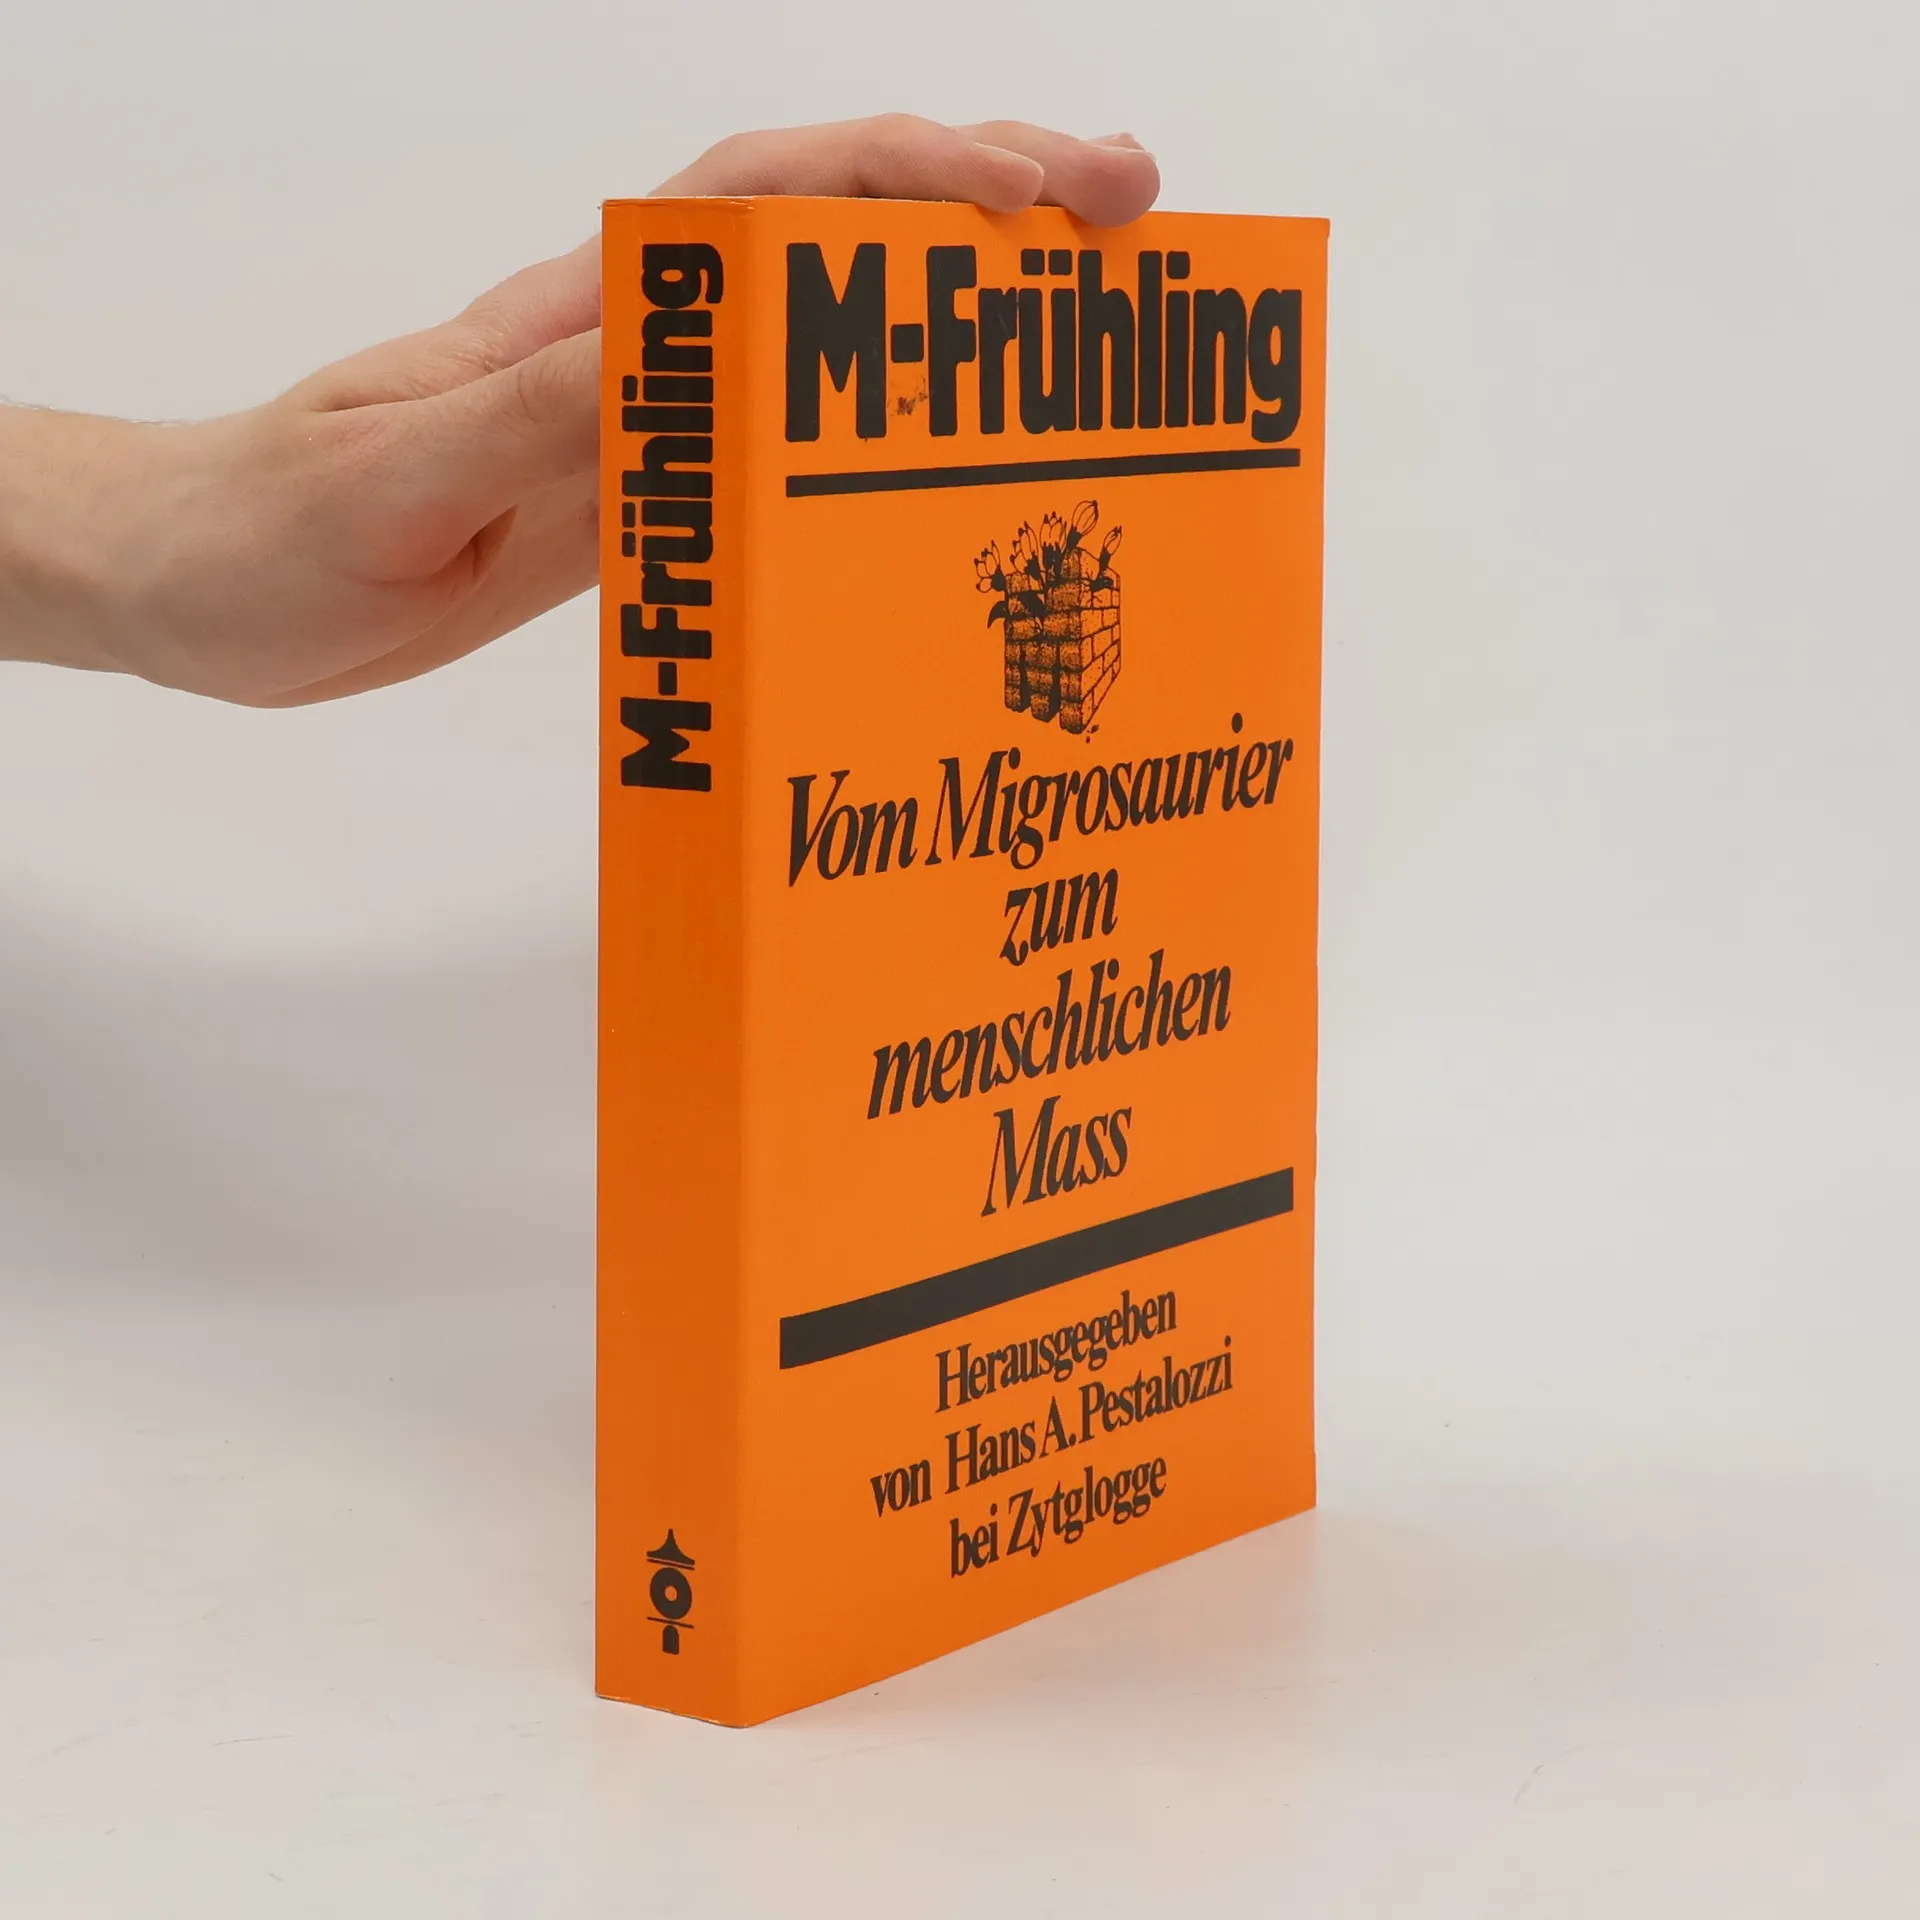 M-Frühling
M-Frühling
Vom Migrosaurier
zum
menschlichen
Mass
Herausgegeben
von Hans A. Pestalozzi
bei Zytglogge